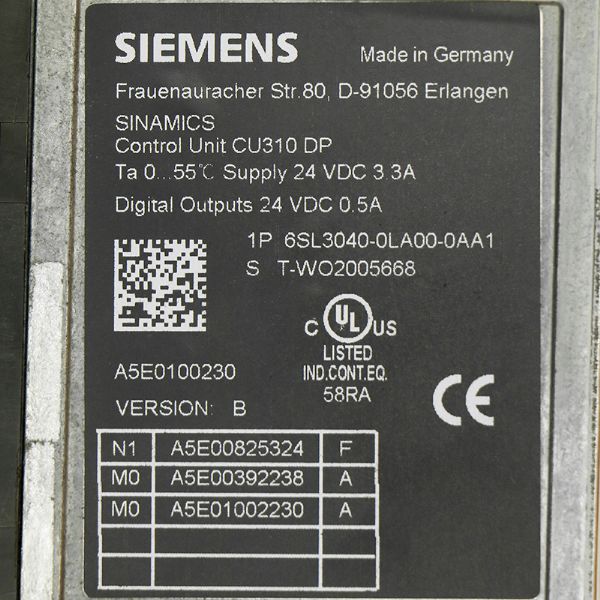 SIEMENS Made in Germany
Frauenauracher Str.80, D-91056 Erlangen
SINAMICS
Control Unit CU310 DP
Ta 0...55℃ Supply 24 VDC 3.3A
Digital Outputs 24 VDC 0.5A
1P 6SL3040-0LA00-0AA1
S T-WO2005668
C UL US
LISTED
IND.CONT.EQ.
58RA
A5E0100230
VERSION: B
CE
N1 A5E00825324 F
M0 A5E00392238 A
M0 A5E01002230 A